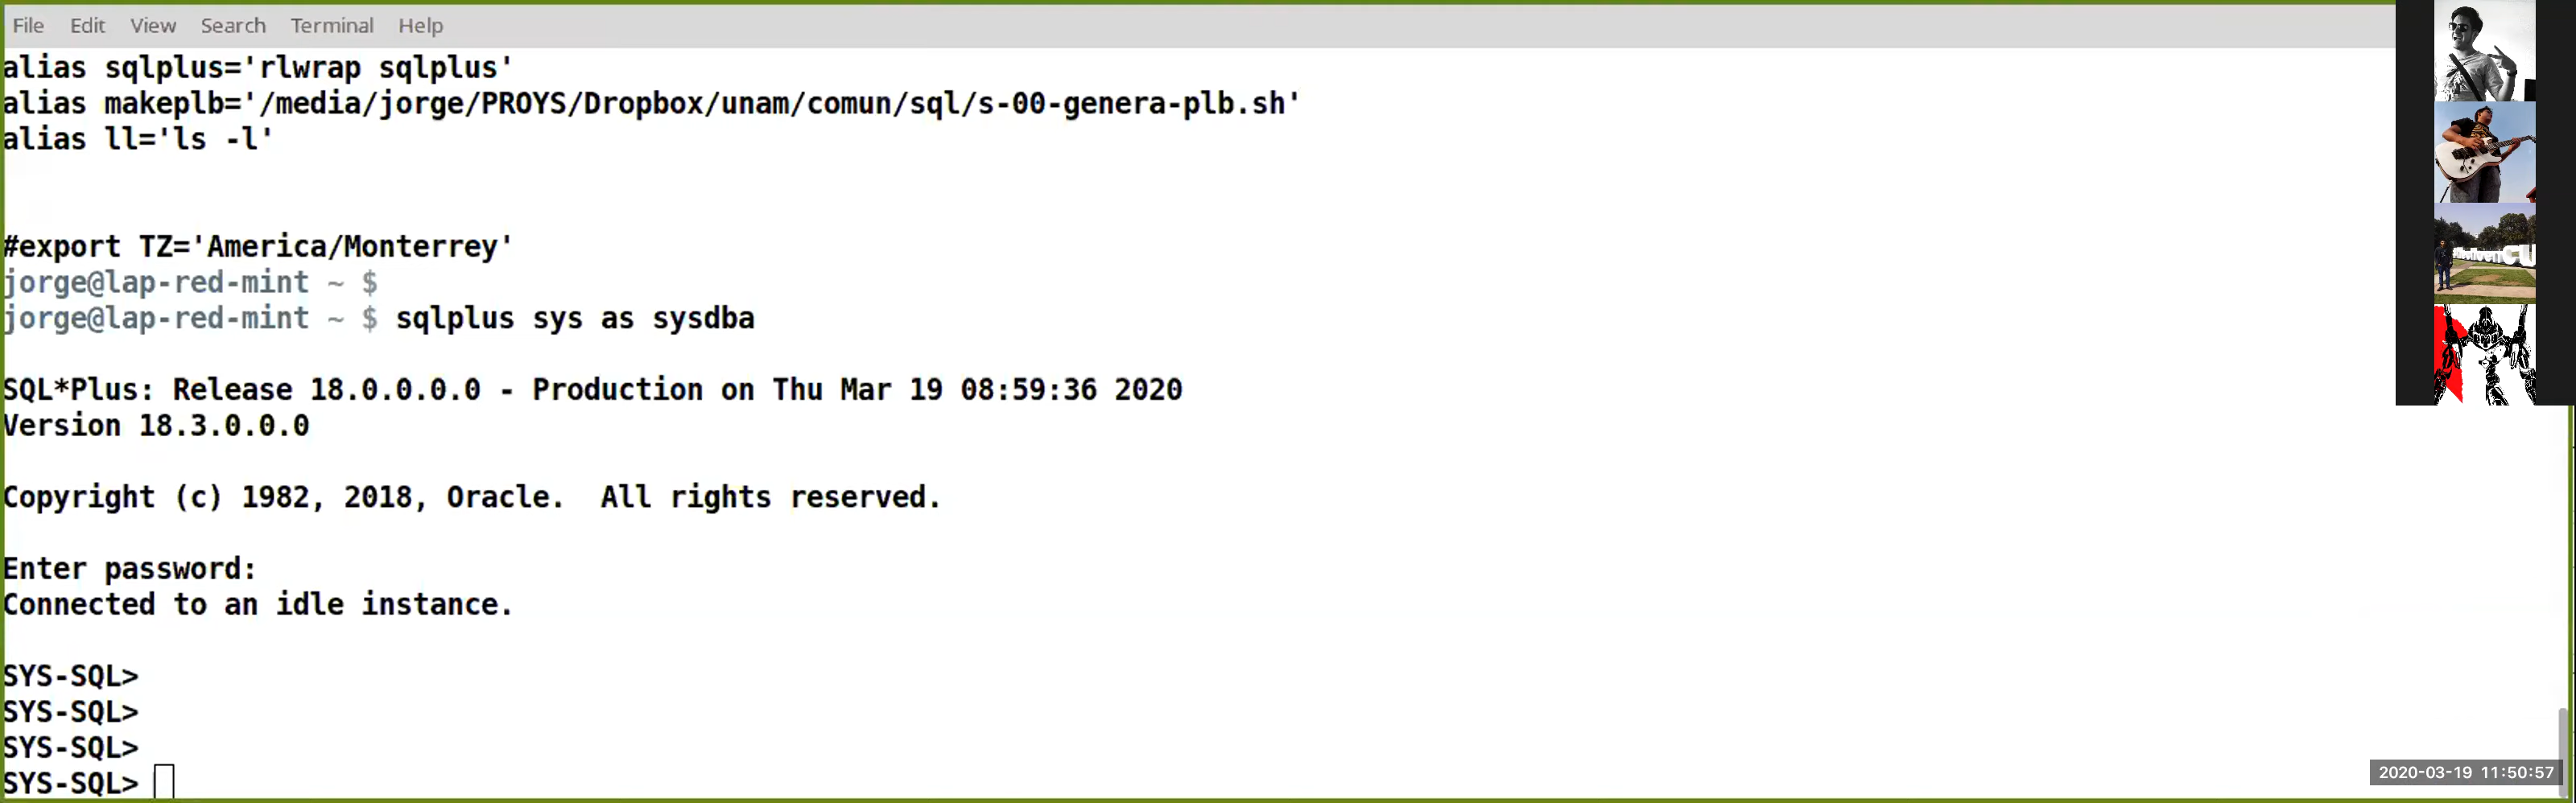 File Edit View Search Terminal Help
alias sqlplus='rlwrap sqlplus'
alias makeplb='/media/jorge/PROYS/Dropbox/unam/comun/sql/s-00-genera-plb.sh'
alias ll='ls -l'
#export TZ='America/Monterrey'
jorge@lap-red-mint ~ $
jorge@lap-red-mint ~ $ sqlplus sys as sysdba
SQL*Plus: Release 18.0.0.0.0 - Production on Thu Mar 19 08:59:36 2020
Version 18.3.0.0.0
Copyright (c) 1982, 2018, Oracle.  All rights reserved.
Enter password:
Connected to an idle instance.
SYS-SQL>
SYS-SQL>
SYS-SQL>
SYS-SQL>
2020-03-19 11:50:57